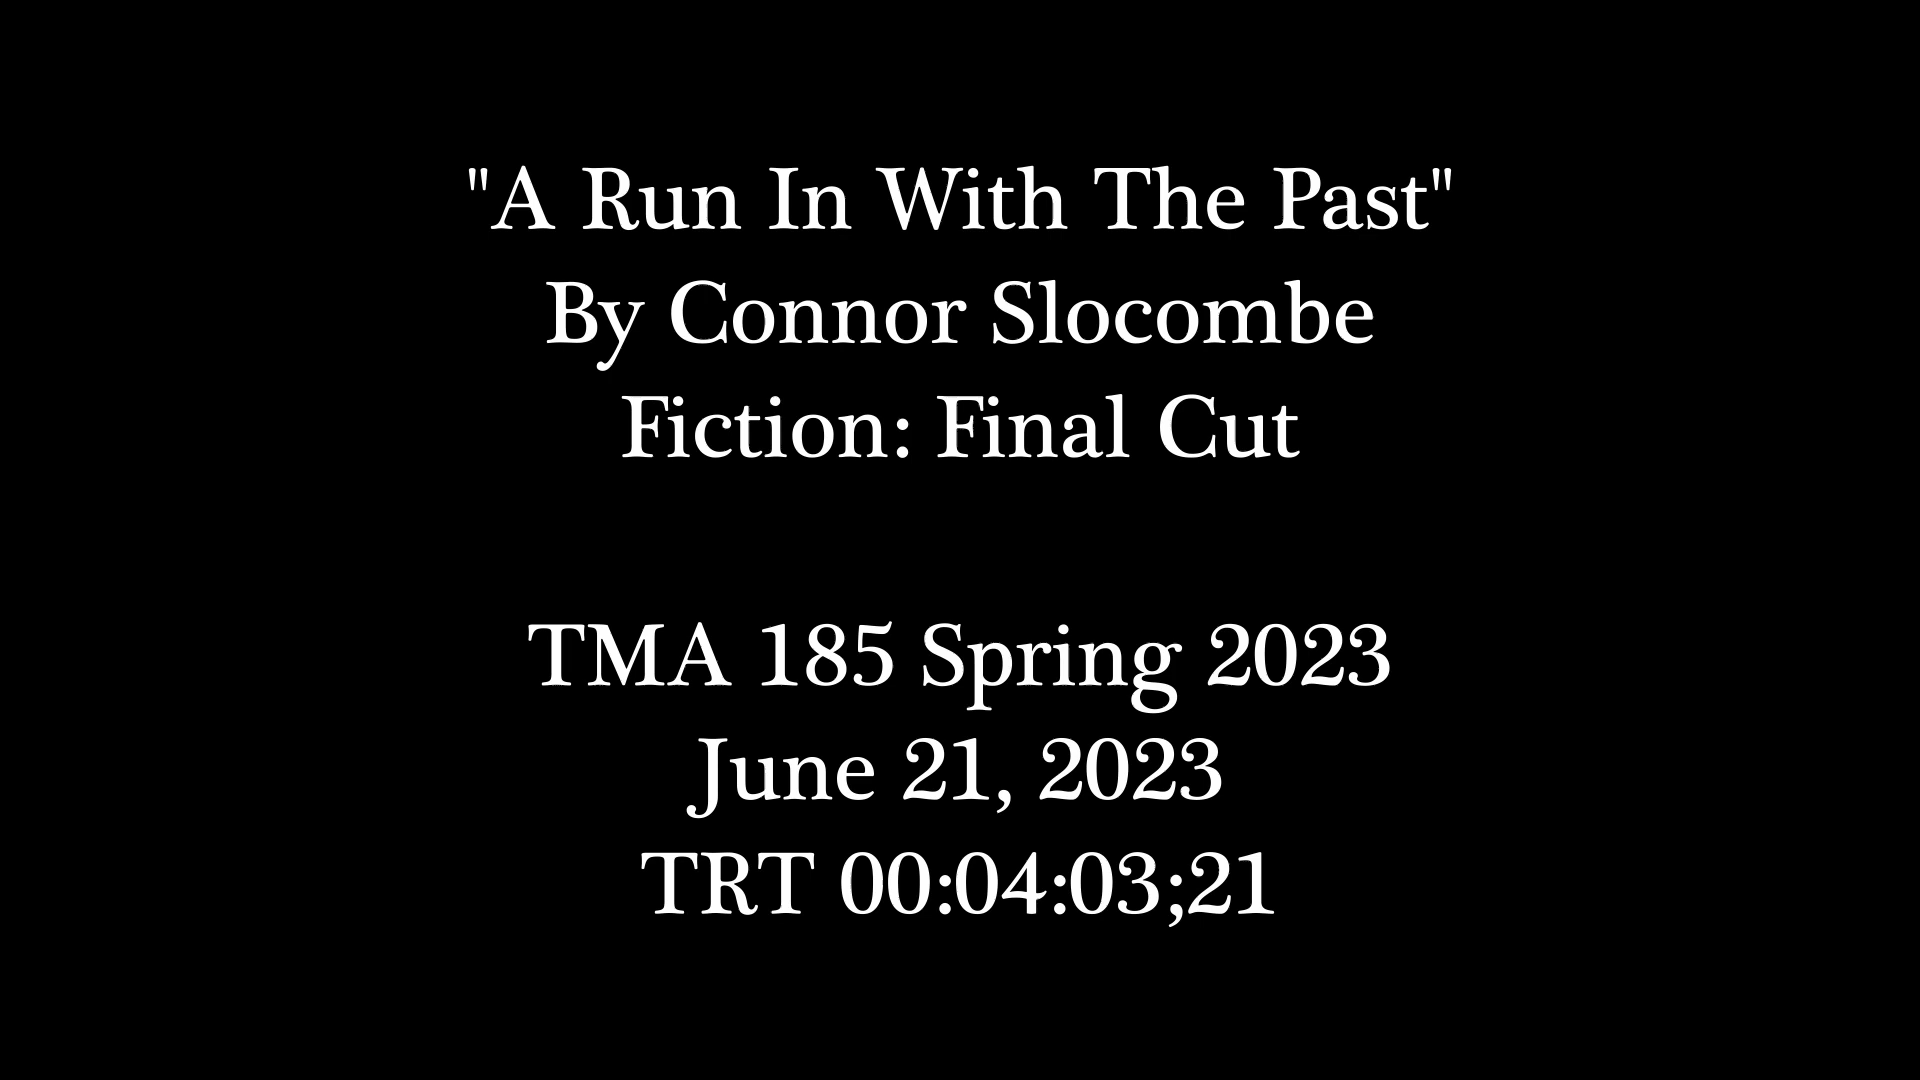 "A Run In With The Past"
By Connor Slocombe
Fiction: Final Cut
TMA 185 Spring 2023
June 21, 2023
TRT 00:04:03;21